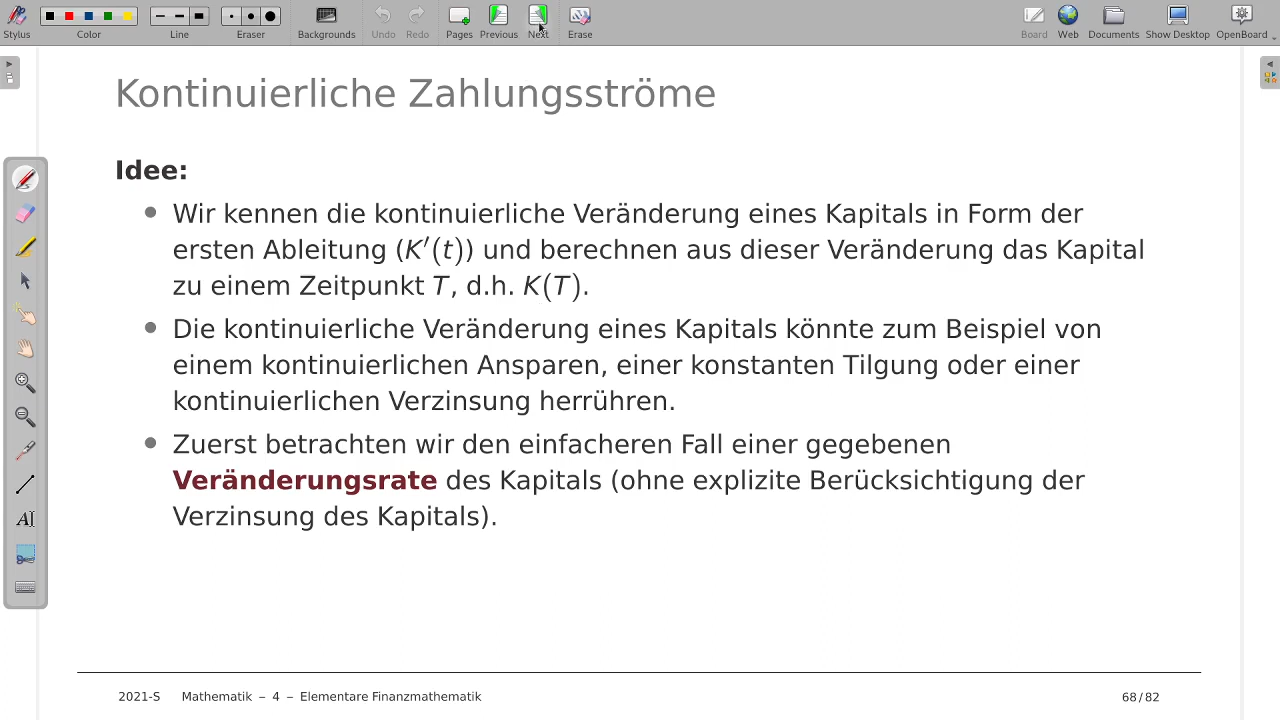 Stylus Color Line Eraser Backgrounds Undo Redo Pages Previous Next Erase Board Web Documents Show Desktop OpenBoard
Kontinuierliche Zahlungsströme
Idee:
• Wir kennen die kontinuierliche Veränderung eines Kapitals in Form der
ersten Ableitung (K′(t)) und berechnen aus dieser Veränderung das Kapital
zu einem Zeitpunkt T, d.h. K(T).
• Die kontinuierliche Veränderung eines Kapitals könnte zum Beispiel von
einem kontinuierlichen Ansparen, einer konstanten Tilgung oder einer
kontinuierlichen Verzinsung herrühren.
• Zuerst betrachten wir den einfacheren Fall einer gegebenen
Veränderungsrate des Kapitals (ohne explizite Berücksichtigung der
Verzinsung des Kapitals).
2021-S Mathematik – 4 – Elementare Finanzmathematik 68/82